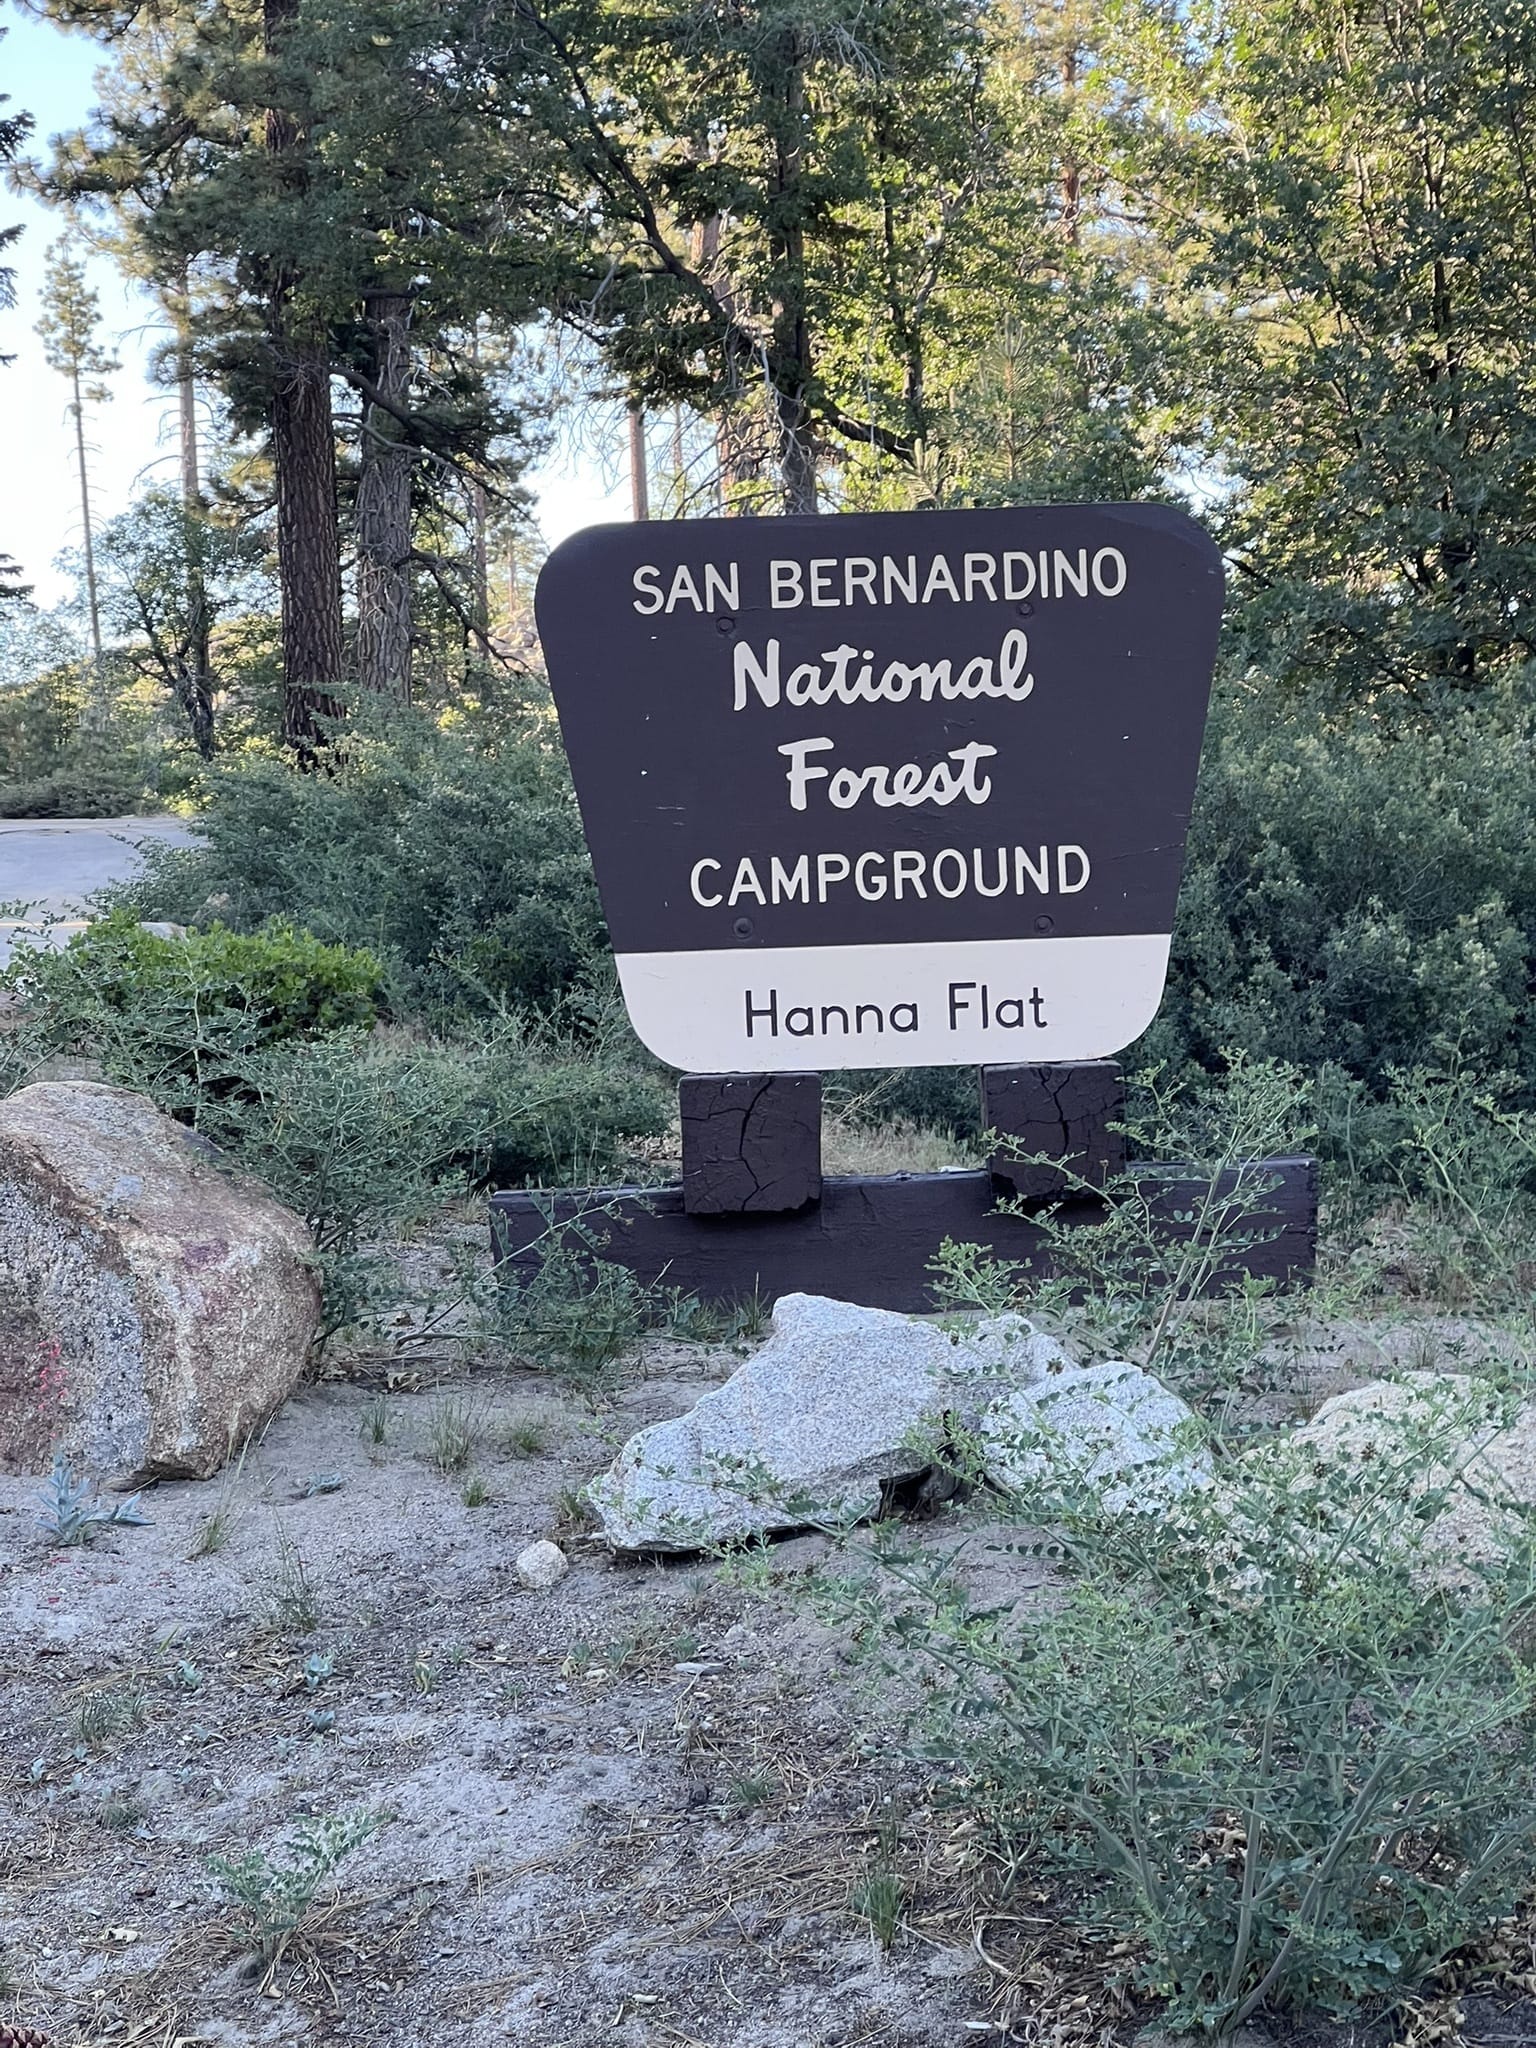 SAN BERNARDINO
National
Forest
CAMPGROUND
Hanna Flat